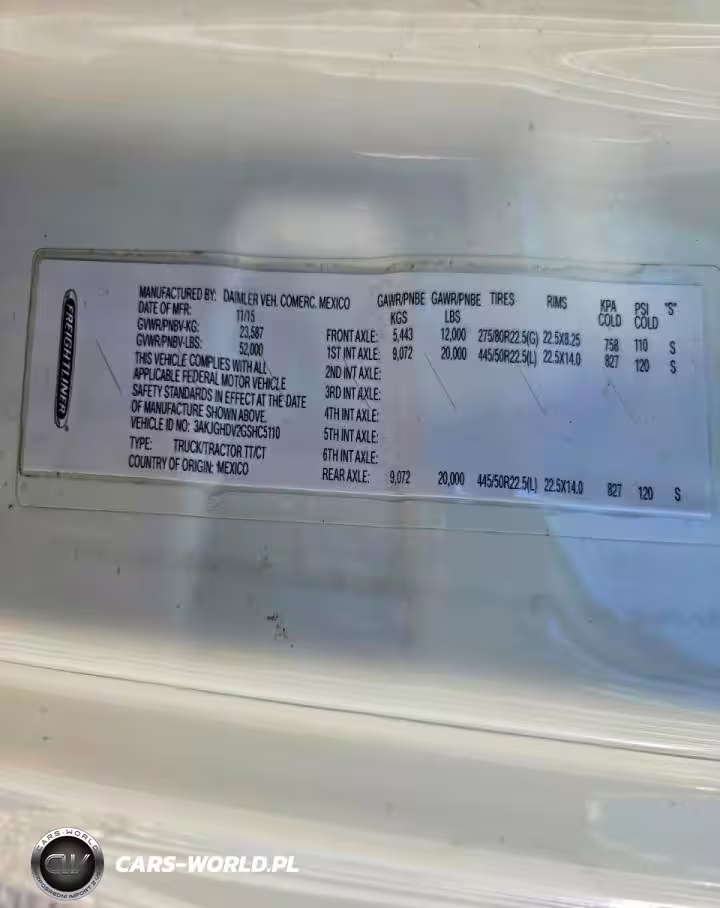 FREIGHTLINER
MANUFACTURED BY: DAIMLER VEH. COMERC. MEXICO
DATE OF MFR: 11/15
GVWR/PNBV-KG: 23,587
GVWR/PNBV-LBS: 52,000
THIS VEHICLE COMPLIES WITH ALL
APPLICABLE FEDERAL MOTOR VEHICLE
SAFETY STANDARDS IN EFFECT AT THE DATE
OF MANUFACTURE SHOWN ABOVE.
VEHICLE ID NO: 3AKJGHDV2GSHC5110
TYPE: TRUCK/TRACTOR TT/CT
COUNTRY OF ORIGIN: MEXICO
GAWR/PNBE KGS GAWR/PNBE LBS TIRES RIMS KPA COLD PSI COLD "S"
FRONT AXLE: 5,443 12,000 275/80R22.5(G) 22.5X8.25 758 110 S
1ST INT AXLE: 9,072 20,000 445/50R22.5(L) 22.5X14.0 827 120 S
2ND INT AXLE:
3RD INT AXLE:
4TH INT AXLE:
5TH INT AXLE:
6TH INT AXLE:
REAR AXLE: 9,072 20,000 445/50R22.5(L) 22.5X14.0 827 120 S
CARS-WORLD
CW
CARS-WORLD.PL